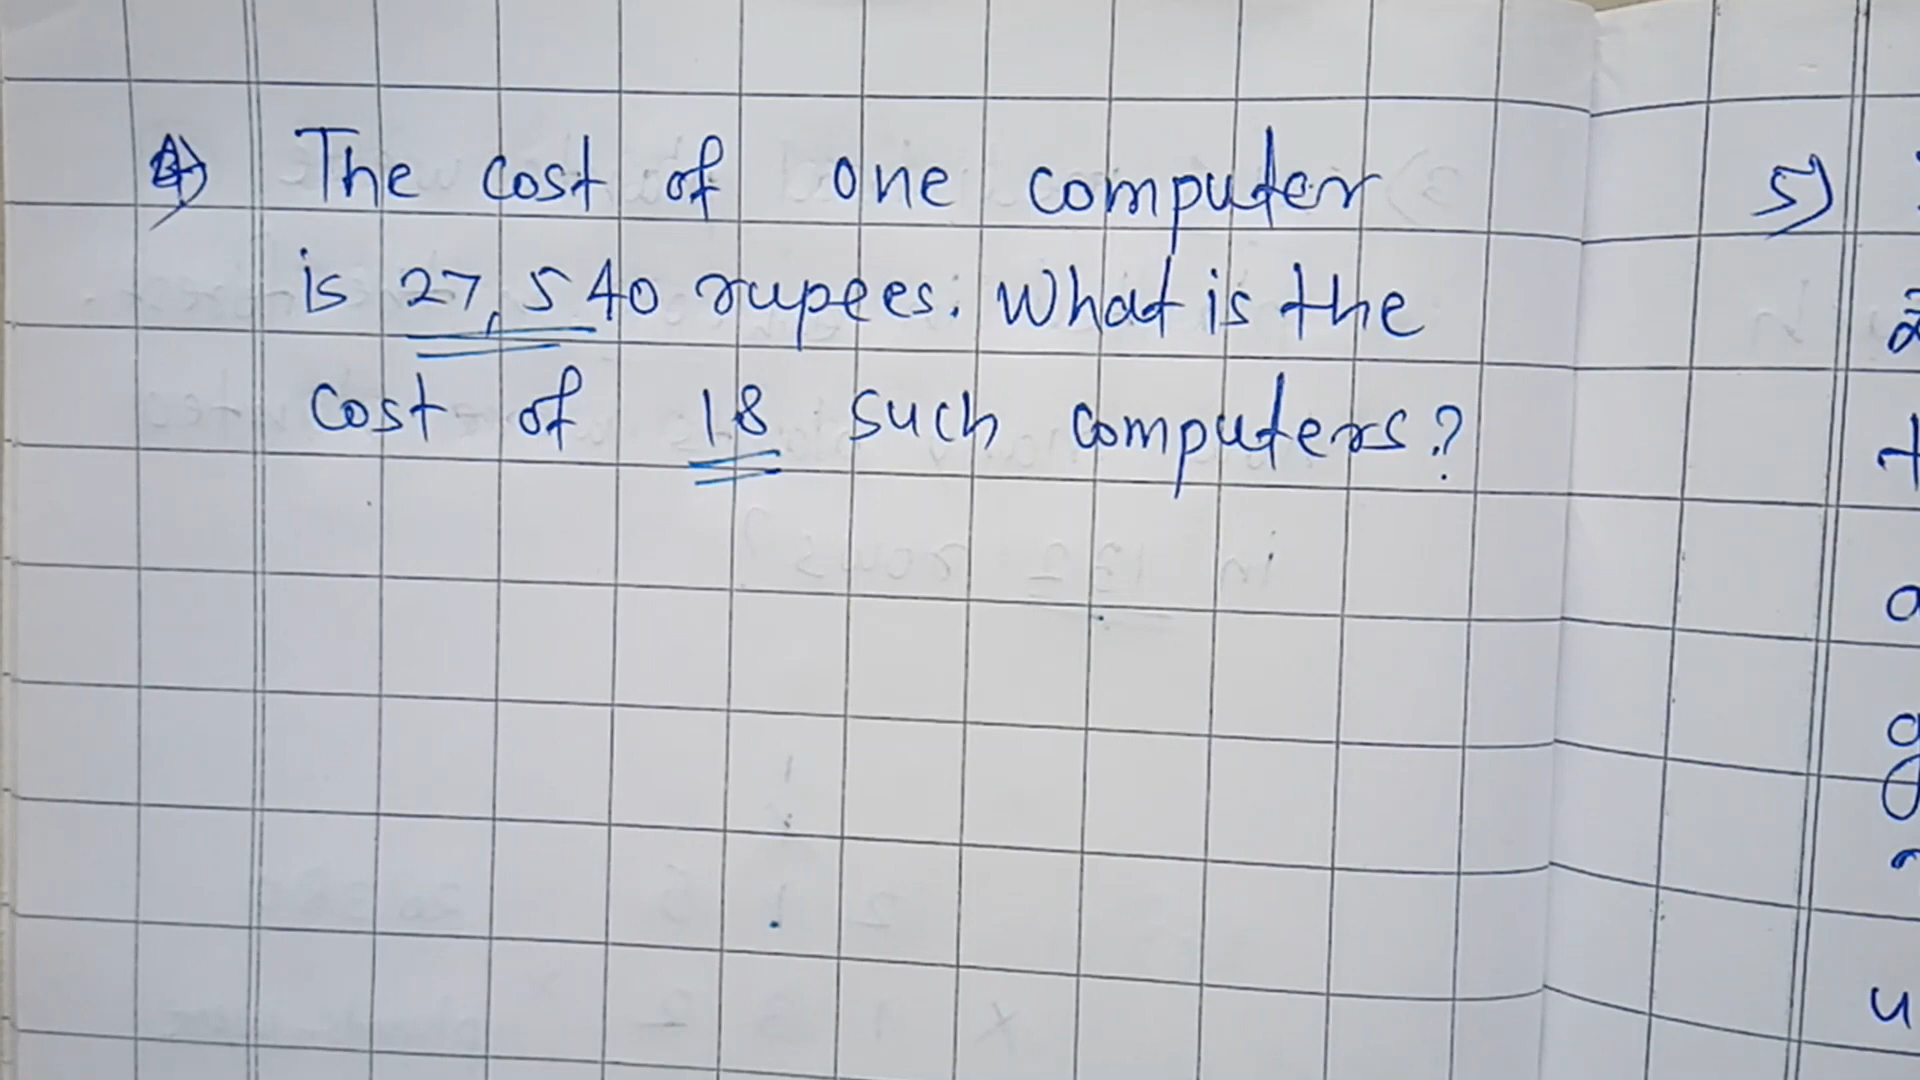 4) The cost of one computer
is 27,540 rupees. What is the
cost of 18 such computers?
5)